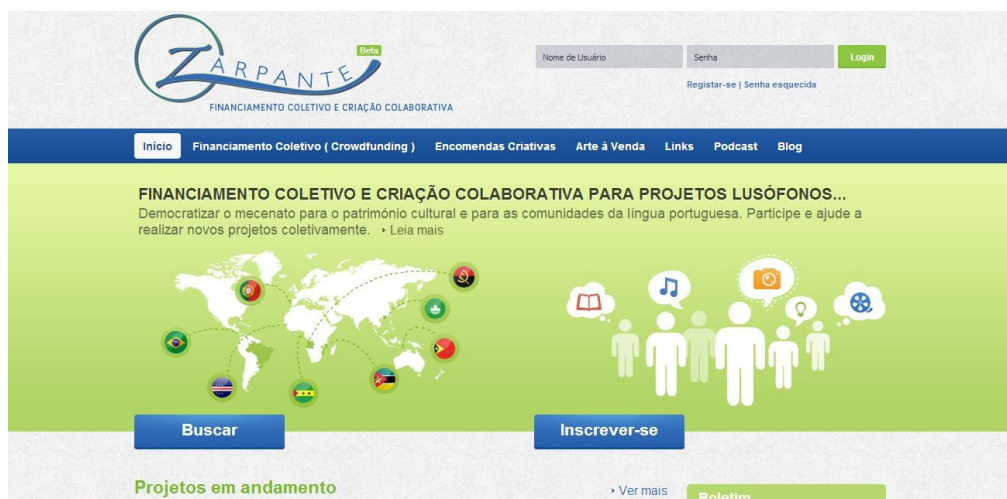 ZARPANTE
Beta
FINANCIAMENTO COLETIVO E CRIAÇÃO COLABORATIVA
Nome de Usuário
Senha
Login
Registar-se | Senha esquecida
Início
Financiamento Coletivo ( Crowdfunding )
Encomendas Criativas
Arte à Venda
Links
Podcast
Blog
FINANCIAMENTO COLETIVO E CRIAÇÃO COLABORATIVA PARA PROJETOS LUSÓFONOS...
Democratizar o mecenato para o património cultural e para as comunidades da língua portuguesa. Participe e ajude a
realizar novos projetos coletivamente. Leia mais
Buscar
Inscrever-se
Projetos em andamento
Ver mais
Boletim